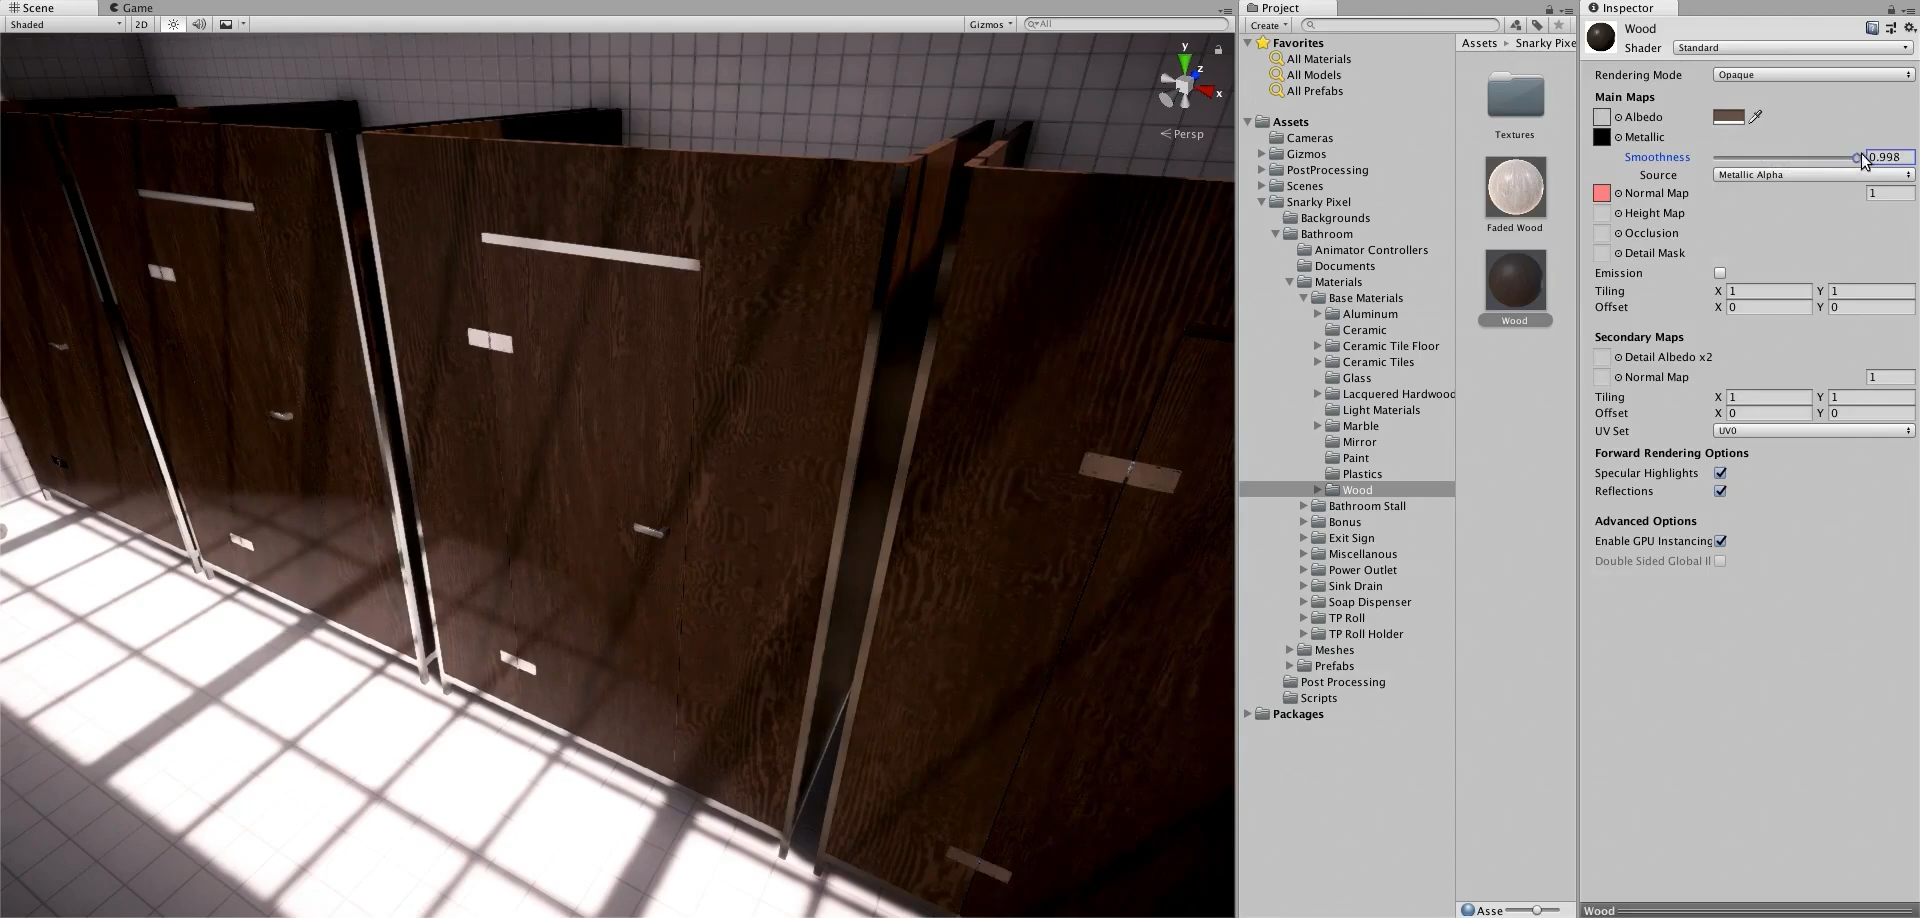 Scene
Game
Shaded
2D
Gizmos
All
y
z
x
Persp
Project
Create
Favorites
All Materials
All Models
All Prefabs
Assets
Cameras
Gizmos
PostProcessing
Scenes
Snarky Pixel
Backgrounds
Bathroom
Animator Controllers
Documents
Materials
Base Materials
Aluminum
Ceramic
Ceramic Tile Floor
Ceramic Tiles
Glass
Lacquered Hardwood
Light Materials
Marble
Mirror
Paint
Plastics
Wood
Bathroom Stall
Bonus
Exit Sign
Miscellanous
Power Outlet
Sink Drain
Soap Dispenser
TP Roll
TP Roll Holder
Meshes
Prefabs
Post Processing
Scripts
Packages
Assets ▸ Snarky Pixe
Textures
Faded Wood
Wood
Asse
Inspector
Wood
Shader Standard
Rendering Mode Opaque
Main Maps
Albedo
Metallic
Smoothness 0.998
Source Metallic Alpha
Normal Map 1
Height Map
Occlusion
Detail Mask
Emission
Tiling X 1 Y 1
Offset X 0 Y 0
Secondary Maps
Detail Albedo x2
Normal Map 1
Tiling X 1 Y 1
Offset X 0 Y 0
UV Set UV0
Forward Rendering Options
Specular Highlights
Reflections
Advanced Options
Enable GPU Instancing
Double Sided Global Il
Wood